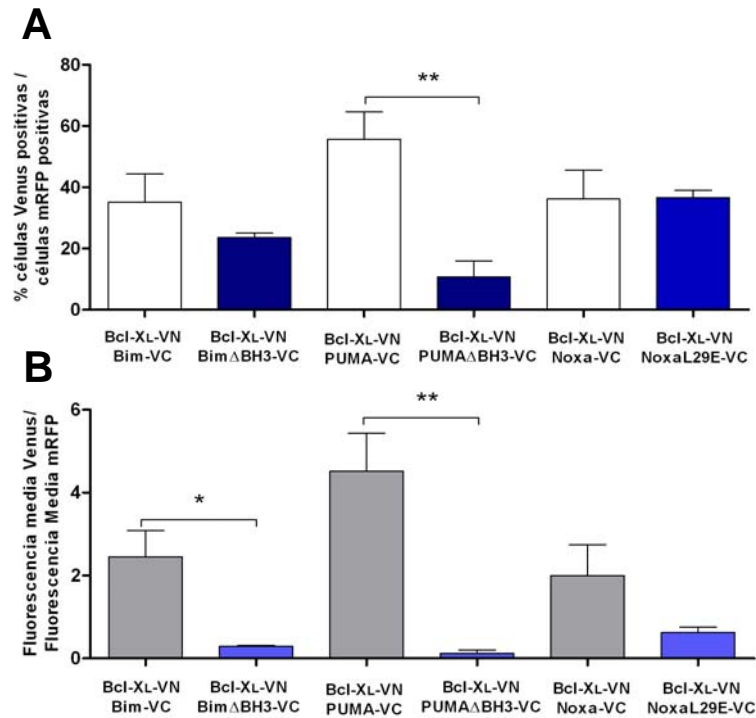 A
% células Venus positivas /
células mRFP positivas
80
60
40
20
0
**
Bcl-XL-VN
Bim-VC
Bcl-XL-VN
BimΔBH3-VC
Bcl-XL-VN
PUMA-VC
Bcl-XL-VN
PUMAΔBH3-VC
Bcl-XL-VN
Noxa-VC
Bcl-XL-VN
NoxaL29E-VC
B
Fluorescencia media Venus/
Fluorescencia Media mRFP
6
4
2
0
*
**
Bcl-XL-VN
Bim-VC
Bcl-XL-VN
BimΔBH3-VC
Bcl-XL-VN
PUMA-VC
Bcl-XL-VN
PUMAΔBH3-VC
Bcl-XL-VN
Noxa-VC
Bcl-XL-VN
NoxaL29E-VC